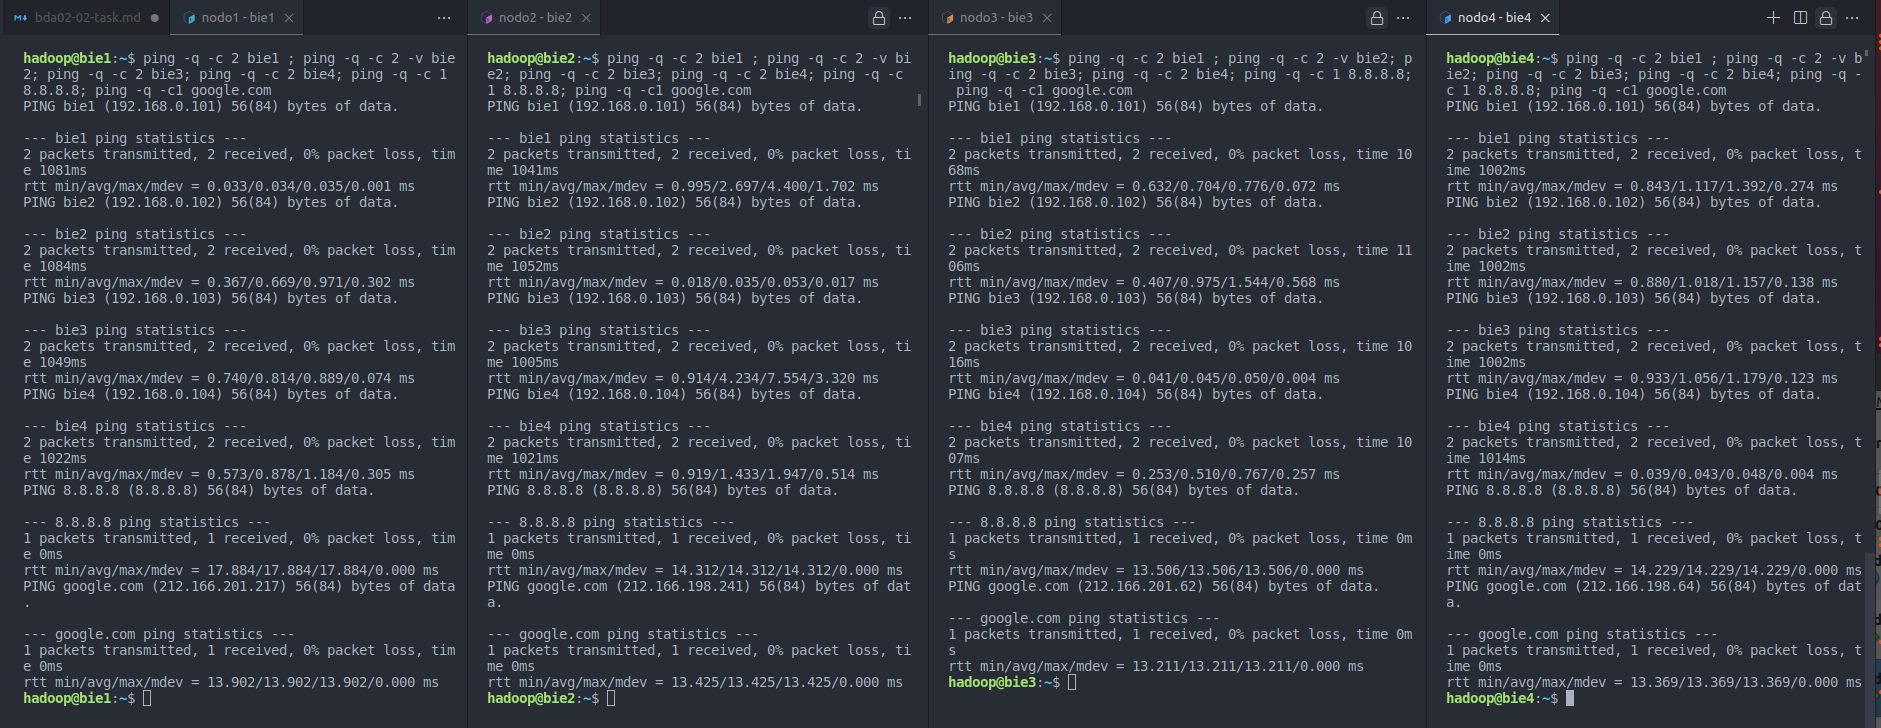 bda02-02-task.md
nodo1 - bie1
hadoop@bie1:~$ ping -q -c 2 bie1 ; ping -q -c 2 -v bie
2; ping -q -c 2 bie3; ping -q -c 2 bie4; ping -q -c 1
8.8.8.8; ping -q -c1 google.com
PING bie1 (192.168.0.101) 56(84) bytes of data.
--- bie1 ping statistics ---
2 packets transmitted, 2 received, 0% packet loss, tim
e 1081ms
rtt min/avg/max/mdev = 0.033/0.034/0.035/0.001 ms
PING bie2 (192.168.0.102) 56(84) bytes of data.
--- bie2 ping statistics ---
2 packets transmitted, 2 received, 0% packet loss, tim
e 1084ms
rtt min/avg/max/mdev = 0.367/0.669/0.971/0.302 ms
PING bie3 (192.168.0.103) 56(84) bytes of data.
--- bie3 ping statistics ---
2 packets transmitted, 2 received, 0% packet loss, tim
e 1049ms
rtt min/avg/max/mdev = 0.740/0.814/0.889/0.074 ms
PING bie4 (192.168.0.104) 56(84) bytes of data.
--- bie4 ping statistics ---
2 packets transmitted, 2 received, 0% packet loss, tim
e 1022ms
rtt min/avg/max/mdev = 0.573/0.878/1.184/0.305 ms
PING 8.8.8.8 (8.8.8.8) 56(84) bytes of data.
--- 8.8.8.8 ping statistics ---
1 packets transmitted, 1 received, 0% packet loss, tim
e 0ms
rtt min/avg/max/mdev = 17.884/17.884/17.884/0.000 ms
PING google.com (212.166.201.217) 56(84) bytes of data
.
--- google.com ping statistics ---
1 packets transmitted, 1 received, 0% packet loss, tim
e 0ms
rtt min/avg/max/mdev = 13.902/13.902/13.902/0.000 ms
hadoop@bie1:~$
nodo2 - bie2
hadoop@bie2:~$ ping -q -c 2 bie1 ; ping -q -c 2 -v bi
e2; ping -q -c 2 bie3; ping -q -c 2 bie4; ping -q -c
1 8.8.8.8; ping -q -c1 google.com
PING bie1 (192.168.0.101) 56(84) bytes of data.
--- bie1 ping statistics ---
2 packets transmitted, 2 received, 0% packet loss, ti
me 1041ms
rtt min/avg/max/mdev = 0.995/2.697/4.400/1.702 ms
PING bie2 (192.168.0.102) 56(84) bytes of data.
--- bie2 ping statistics ---
2 packets transmitted, 2 received, 0% packet loss, ti
me 1052ms
rtt min/avg/max/mdev = 0.018/0.035/0.053/0.017 ms
PING bie3 (192.168.0.103) 56(84) bytes of data.
--- bie3 ping statistics ---
2 packets transmitted, 2 received, 0% packet loss, ti
me 1005ms
rtt min/avg/max/mdev = 0.914/4.234/7.554/3.320 ms
PING bie4 (192.168.0.104) 56(84) bytes of data.
--- bie4 ping statistics ---
2 packets transmitted, 2 received, 0% packet loss, ti
me 1021ms
rtt min/avg/max/mdev = 0.919/1.433/1.947/0.514 ms
PING 8.8.8.8 (8.8.8.8) 56(84) bytes of data.
--- 8.8.8.8 ping statistics ---
1 packets transmitted, 1 received, 0% packet loss, ti
me 0ms
rtt min/avg/max/mdev = 14.312/14.312/14.312/0.000 ms
PING google.com (212.166.198.241) 56(84) bytes of dat
a.
--- google.com ping statistics ---
1 packets transmitted, 1 received, 0% packet loss, ti
me 0ms
rtt min/avg/max/mdev = 13.425/13.425/13.425/0.000 ms
hadoop@bie2:~$
nodo3 - bie3
hadoop@bie3:~$ ping -q -c 2 bie1 ; ping -q -c 2 -v bie2; p
ing -q -c 2 bie3; ping -q -c 2 bie4; ping -q -c 1 8.8.8.8;
ping -q -c1 google.com
PING bie1 (192.168.0.101) 56(84) bytes of data.
--- bie1 ping statistics ---
2 packets transmitted, 2 received, 0% packet loss, time 10
68ms
rtt min/avg/max/mdev = 0.632/0.704/0.776/0.072 ms
PING bie2 (192.168.0.102) 56(84) bytes of data.
--- bie2 ping statistics ---
2 packets transmitted, 2 received, 0% packet loss, time 11
06ms
rtt min/avg/max/mdev = 0.407/0.975/1.544/0.568 ms
PING bie3 (192.168.0.103) 56(84) bytes of data.
--- bie3 ping statistics ---
2 packets transmitted, 2 received, 0% packet loss, time 10
16ms
rtt min/avg/max/mdev = 0.041/0.045/0.050/0.004 ms
PING bie4 (192.168.0.104) 56(84) bytes of data.
--- bie4 ping statistics ---
2 packets transmitted, 2 received, 0% packet loss, time 10
07ms
rtt min/avg/max/mdev = 0.253/0.510/0.767/0.257 ms
PING 8.8.8.8 (8.8.8.8) 56(84) bytes of data.
--- 8.8.8.8 ping statistics ---
1 packets transmitted, 1 received, 0% packet loss, time 0m
s
rtt min/avg/max/mdev = 13.506/13.506/13.506/0.000 ms
PING google.com (212.166.201.62) 56(84) bytes of data.
--- google.com ping statistics ---
1 packets transmitted, 1 received, 0% packet loss, time 0m
s
rtt min/avg/max/mdev = 13.211/13.211/13.211/0.000 ms
hadoop@bie3:~$
nodo4 - bie4
hadoop@bie4:~$ ping -q -c 2 bie1 ; ping -q -c 2 -v b
ie2; ping -q -c 2 bie3; ping -q -c 2 bie4; ping -q -
c 1 8.8.8.8; ping -q -c1 google.com
PING bie1 (192.168.0.101) 56(84) bytes of data.
--- bie1 ping statistics ---
2 packets transmitted, 2 received, 0% packet loss, t
ime 1002ms
rtt min/avg/max/mdev = 0.843/1.117/1.392/0.274 ms
PING bie2 (192.168.0.102) 56(84) bytes of data.
--- bie2 ping statistics ---
2 packets transmitted, 2 received, 0% packet loss, t
ime 1002ms
rtt min/avg/max/mdev = 0.880/1.018/1.157/0.138 ms
PING bie3 (192.168.0.103) 56(84) bytes of data.
--- bie3 ping statistics ---
2 packets transmitted, 2 received, 0% packet loss, t
ime 1002ms
rtt min/avg/max/mdev = 0.933/1.056/1.179/0.123 ms
PING bie4 (192.168.0.104) 56(84) bytes of data.
--- bie4 ping statistics ---
2 packets transmitted, 2 received, 0% packet loss, t
ime 1014ms
rtt min/avg/max/mdev = 0.039/0.043/0.048/0.004 ms
PING 8.8.8.8 (8.8.8.8) 56(84) bytes of data.
--- 8.8.8.8 ping statistics ---
1 packets transmitted, 1 received, 0% packet loss, t
ime 0ms
rtt min/avg/max/mdev = 14.229/14.229/14.229/0.000 ms
PING google.com (212.166.198.64) 56(84) bytes of dat
a.
--- google.com ping statistics ---
1 packets transmitted, 1 received, 0% packet loss, t
ime 0ms
rtt min/avg/max/mdev = 13.369/13.369/13.369/0.000 ms
hadoop@bie4:~$